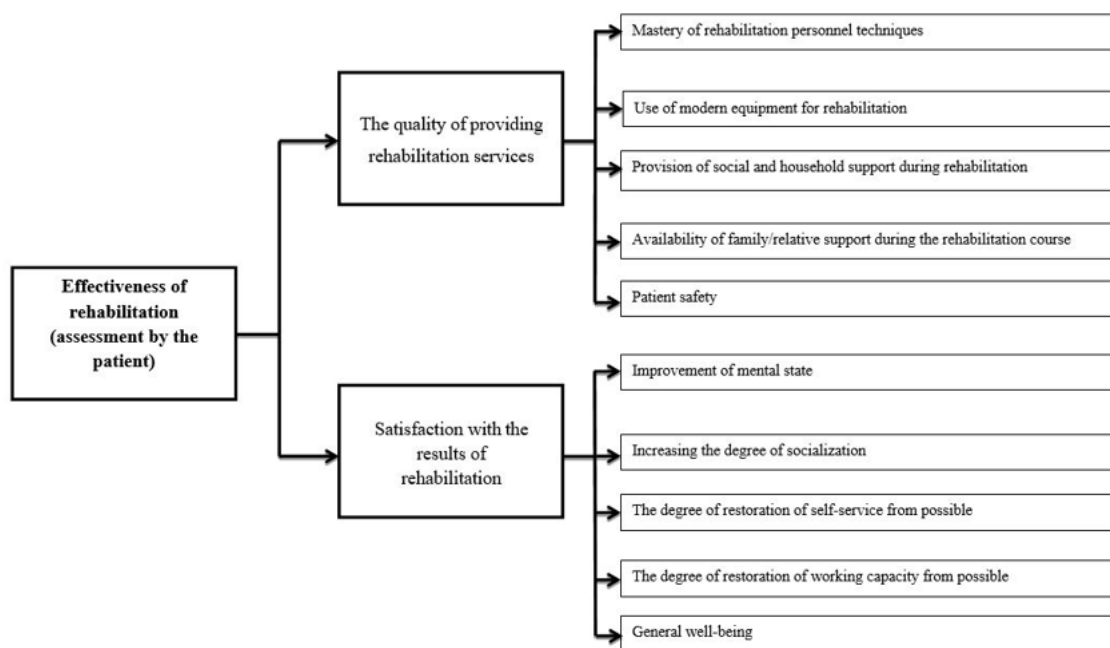 Effectiveness of
rehabilitation
(assessment by the
patient)
The quality of providing
rehabilitation services
Mastery of rehabilitation personnel techniques
Use of modern equipment for rehabilitation
Provision of social and household support during rehabilitation
Availability of family/relative support during the rehabilitation course
Patient safety
Satisfaction with the
results of
rehabilitation
Improvement of mental state
Increasing the degree of socialization
The degree of restoration of self-service from possible
The degree of restoration of working capacity from possible
General well-being